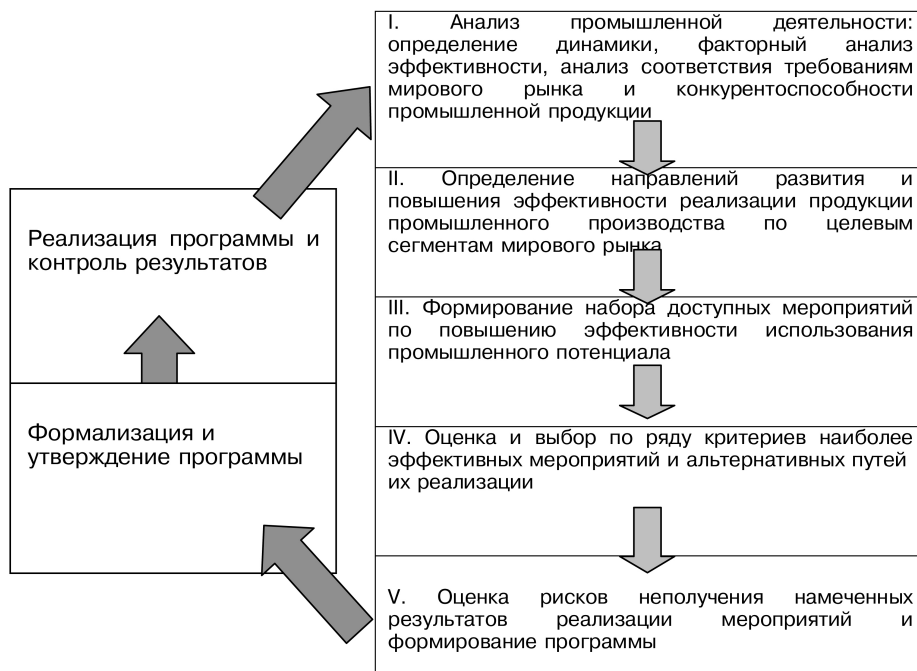 I. Анализ промышленной деятельности:
определение динамики, факторный анализ
эффективности, анализ соответствия требованиям
мирового рынка и конкурентоспособности
промышленной продукции
II. Определение направлений развития и
повышения эффективности реализации продукции
промышленного производства по целевым
сегментам мирового рынка
III. Формирование набора доступных мероприятий
по повышению эффективности использования
промышленного потенциала
IV. Оценка и выбор по ряду критериев наиболее
эффективных мероприятий и альтернативных путей
их реализации
V. Оценка рисков неполучения намеченных
результатов реализации мероприятий и
формирование программы
Формализация и
утверждение программы
Реализация программы и
контроль результатов